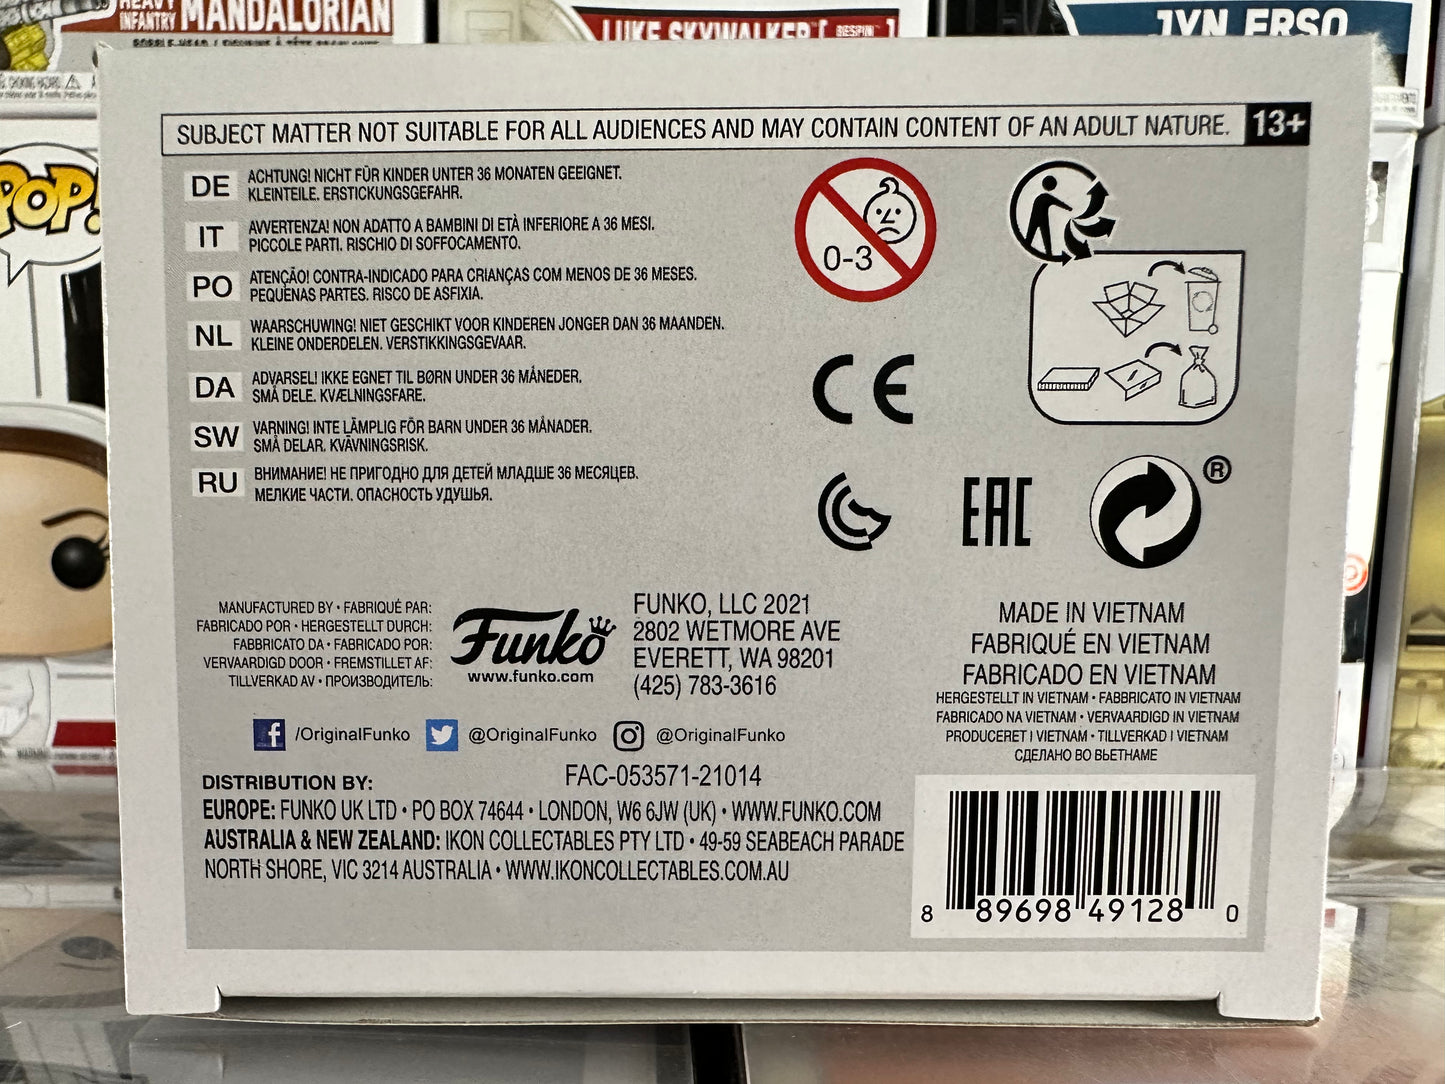 HEAVY
INFANTRY MANDALORIAN
LUKE SKYWALKER [ BESPIN ]
JYN ERSO
POP!
SUBJECT MATTER NOT SUITABLE FOR ALL AUDIENCES AND MAY CONTAIN CONTENT OF AN ADULT NATURE. 13+
DE ACHTUNG! NICHT FÜR KINDER UNTER 36 MONATEN GEEIGNET.
KLEINTEILE. ERSTICKUNGSGEFAHR.
IT AVVERTENZA! NON ADATTO A BAMBINI DI ETÀ INFERIORE A 36 MESI.
PICCOLE PARTI. RISCHIO DI SOFFOCAMENTO.
PO ATENÇÃO! CONTRA-INDICADO PARA CRIANÇAS COM MENOS DE 36 MESES.
PEQUENAS PARTES. RISCO DE ASFIXIA.
NL WAARSCHUWING! NIET GESCHIKT VOOR KINDEREN JONGER DAN 36 MAANDEN.
KLEINE ONDERDELEN. VERSTIKKINGSGEVAAR.
DA ADVARSEL! IKKE EGNET TIL BØRN UNDER 36 MÅNEDER.
SMÅ DELE. KVÆLNINGSFARE.
SW VARNING! INTE LÄMPLIG FÖR BARN UNDER 36 MÅNADER.
SMÅ DELAR. KVÄVNINGSRISK.
RU ВНИМАНИЕ! НЕ ПРИГОДНО ДЛЯ ДЕТЕЙ МЛАДШЕ 36 МЕСЯЦЕВ.
МЕЛКИЕ ЧАСТИ. ОПАСНОСТЬ УДУШЬЯ.
0-3
CE
EAC
®
MANUFACTURED BY • FABRIQUÉ PAR:
FABRICADO POR • HERGESTELLT DURCH:
FABBRICATO DA • FABRICADO POR:
VERVAARDIGD DOOR • FREMSTILLET AF:
TILLVERKAD AV • ПРОИЗВОДИТЕЛЬ:
Funko
www.funko.com
FUNKO, LLC 2021
2802 WETMORE AVE
EVERETT, WA 98201
(425) 783-3616
MADE IN VIETNAM
FABRIQUÉ EN VIETNAM
FABRICADO EN VIETNAM
HERGESTELLT IN VIETNAM • FABBRICATO IN VIETNAM
FABRICADO NA VIETNAM • VERVAARDIGD IN VIETNAM
PRODUCERET I VIETNAM • TILLVERKAD I VIETNAM
СДЕЛАНО ВО ВЬЕТНАМЕ
/OriginalFunko @OriginalFunko @OriginalFunko
FAC-053571-21014
DISTRIBUTION BY:
EUROPE: FUNKO UK LTD • PO BOX 74644 • LONDON, W6 6JW (UK) • WWW.FUNKO.COM
AUSTRALIA & NEW ZEALAND: IKON COLLECTABLES PTY LTD • 49-59 SEABEACH PARADE
NORTH SHORE, VIC 3214 AUSTRALIA • WWW.IKONCOLLECTABLES.COM.AU
8 89698 49128 0